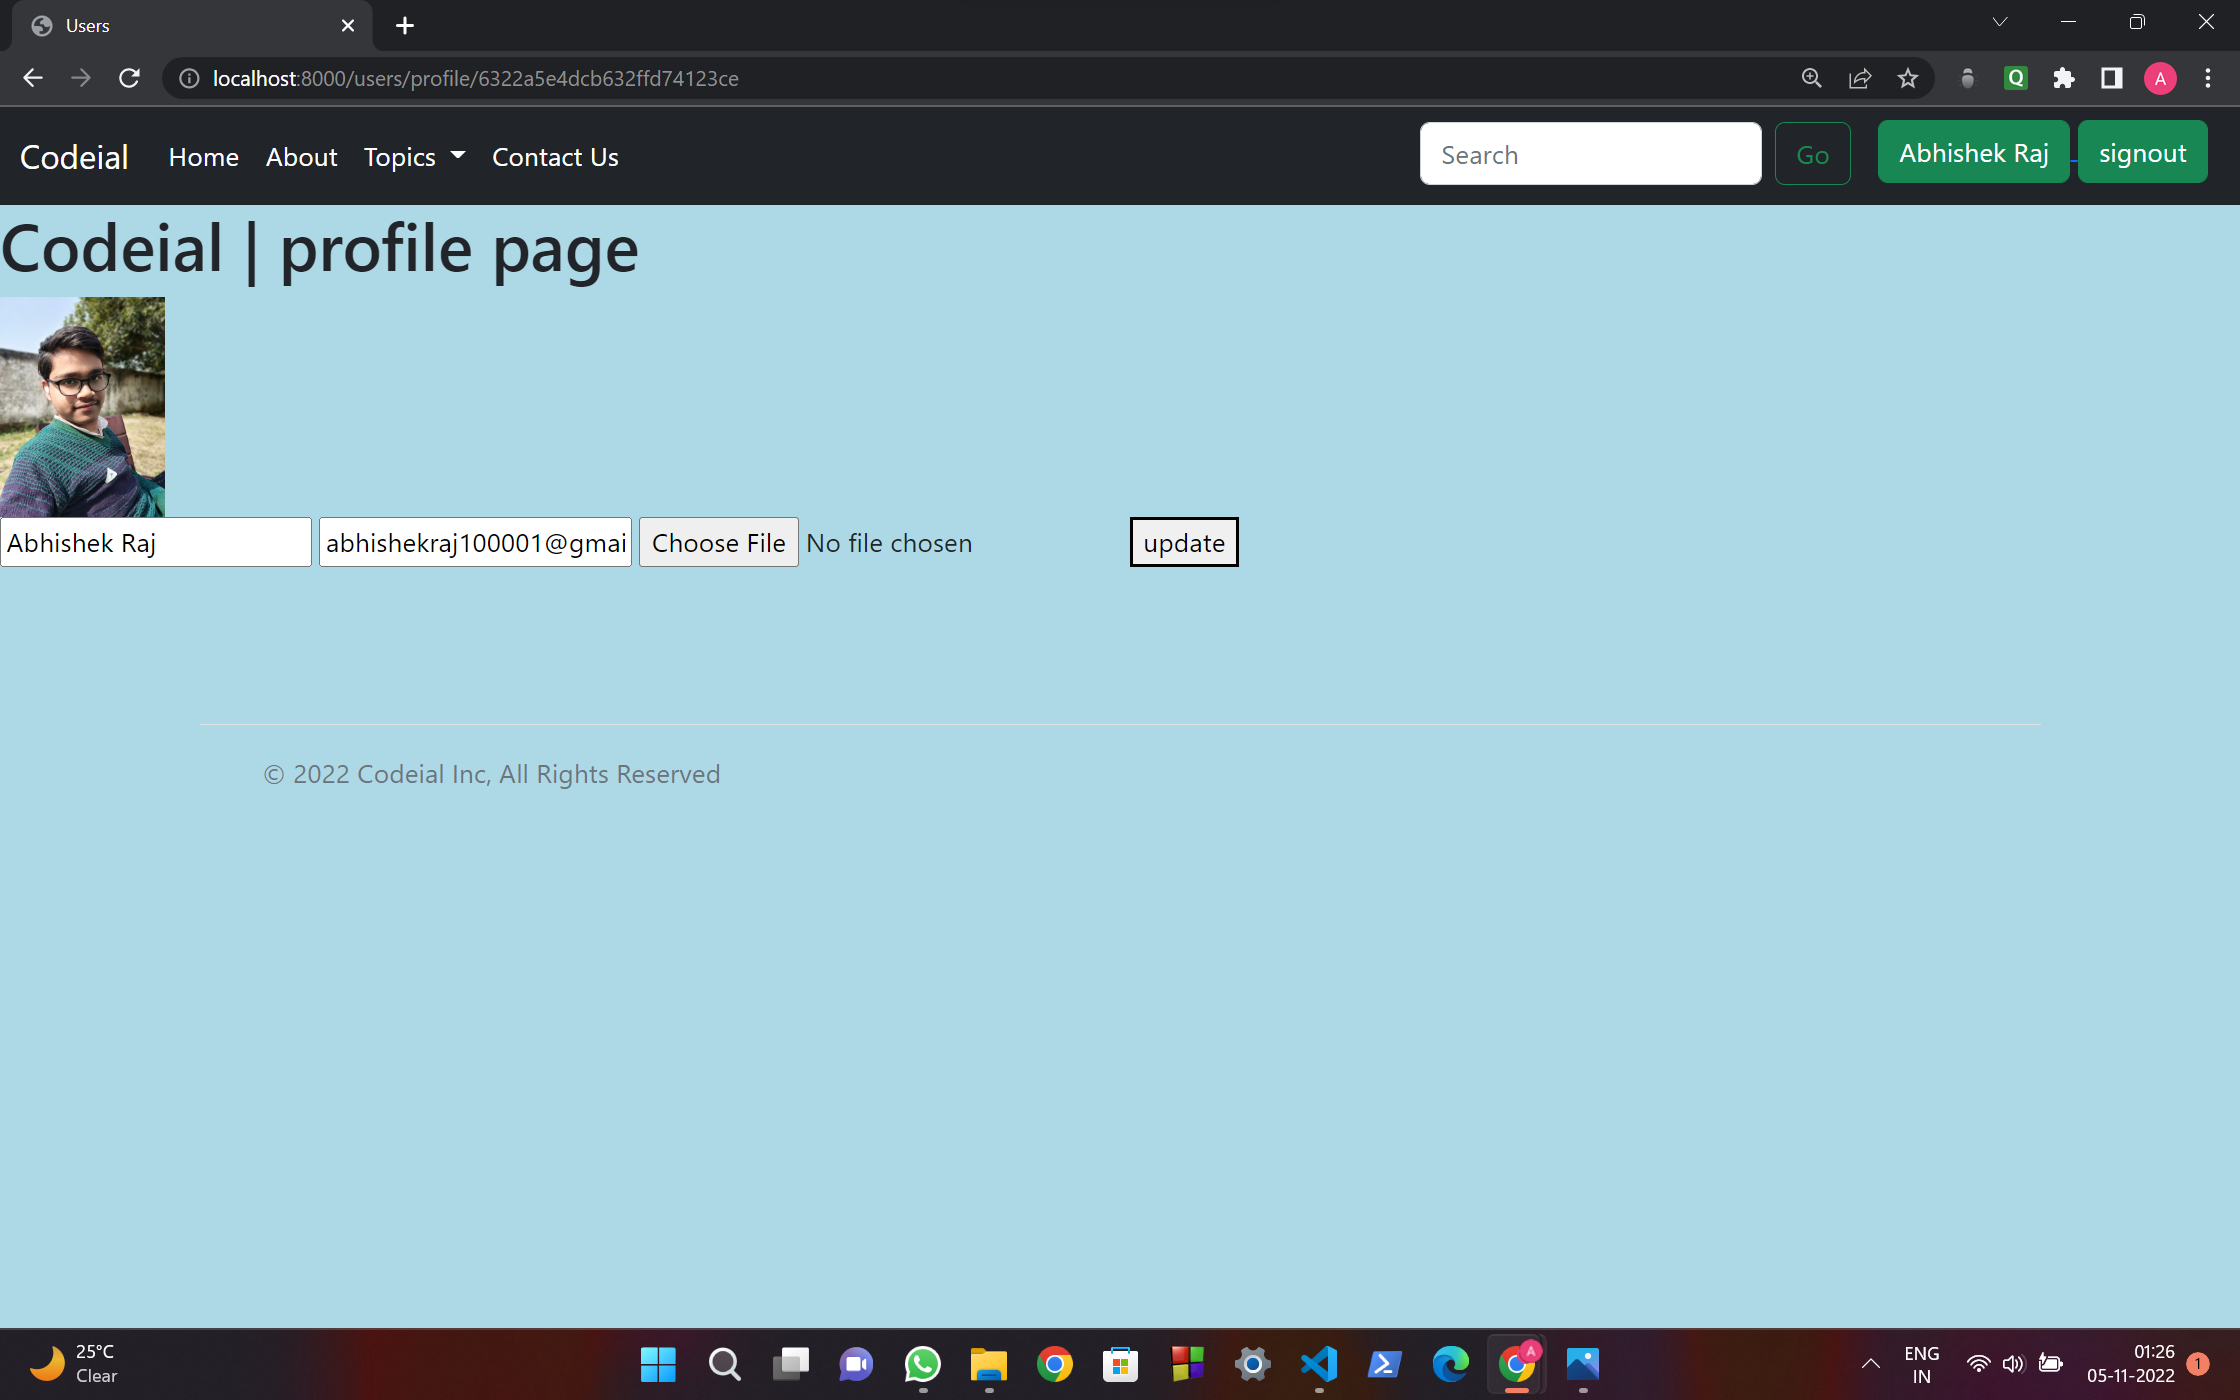 Users
localhost:8000/users/profile/6322a5e4dcb632ffd74123ce
Q
A
Codeial Home About Topics Contact Us Search Go Abhishek Raj signout
Codeial | profile page
Abhishek Raj abhishekraj100001@gmai Choose File No file chosen update
© 2022 Codeial Inc, All Rights Reserved
25°C
Clear
A
ENG
IN
01:26
05-11-2022
1